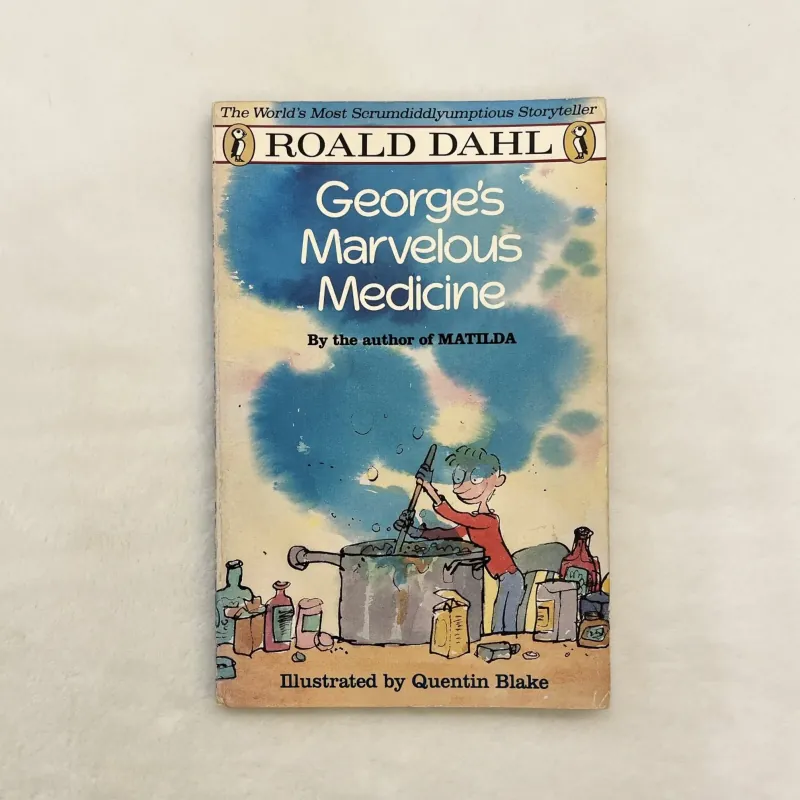 The World's Most Scrumdiddlyumptious Storyteller
ROALD DAHL
George's
Marvelous
Medicine
By the author of MATILDA
Illustrated by Quentin Blake